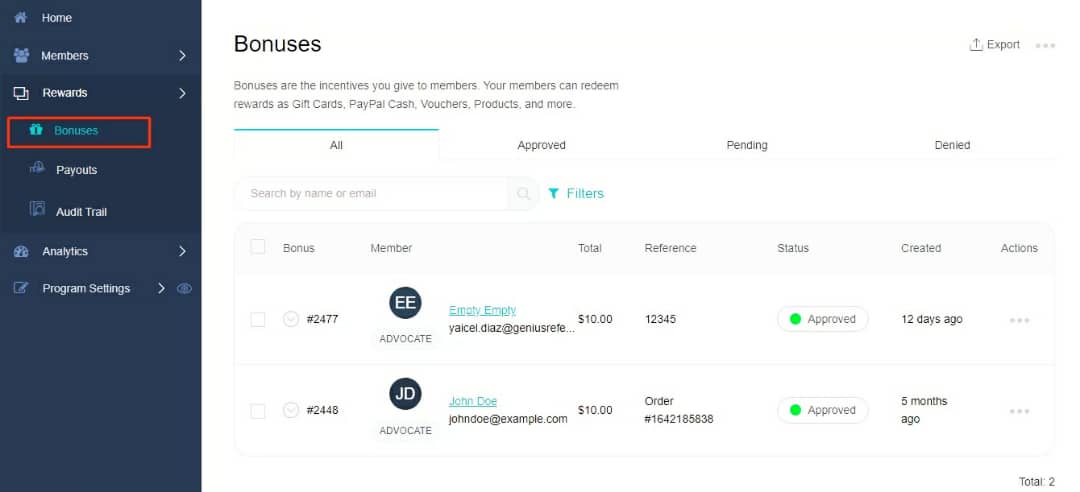 Home
Members
Rewards
Bonuses
Payouts
Audit Trail
Analytics
Program Settings
Bonuses
Export
Bonuses are the incentives you give to members. Your members can redeem
rewards as Gift Cards, PayPal Cash, Vouchers, Products, and more.
All Approved Pending Denied
Search by name or email
Filters
Bonus Member Total Reference Status Created Actions
EE
ADVOCATE
#2477 Empty Empty
yaicel.diaz@geniusrefe... $10.00 12345 Approved 12 days ago
JD
ADVOCATE
#2448 John Doe
johndoe@example.com $10.00 Order
#1642185838 Approved 5 months
ago
Total: 2